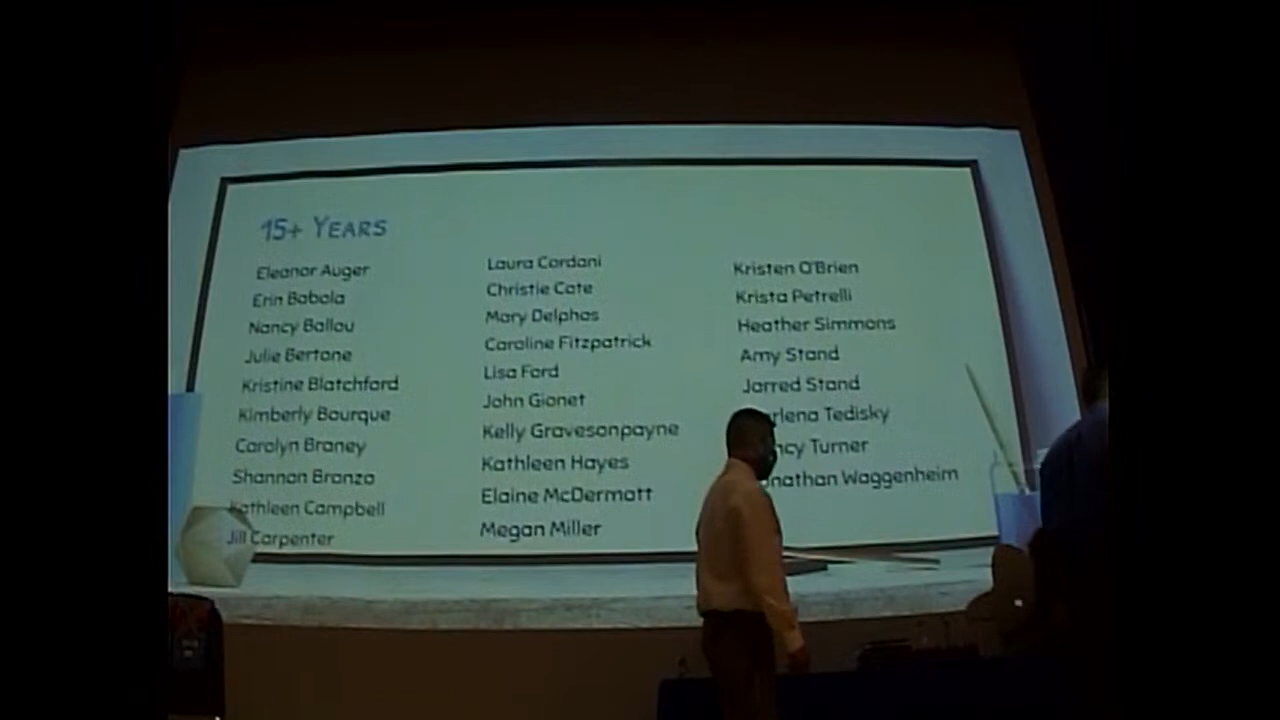 15+ YEARS
Eleanor Auger
Erin Babola
Nancy Ballou
Julie Bertone
Kristine Blatchford
Kimberly Bourque
Carolyn Braney
Shannon Bronzo
Kathleen Campbell
Jill Carpenter
Laura Cordani
Christie Cote
Mary Delphos
Caroline Fitzpatrick
Lisa Ford
John Gionet
Kelly Gravesonpayne
Kathleen Hayes
Elaine McDermott
Megan Miller
Kristen O'Brien
Krista Petrelli
Heather Simmons
Amy Stand
Jarred Stand
Tedisky
Turner
Waggenheim